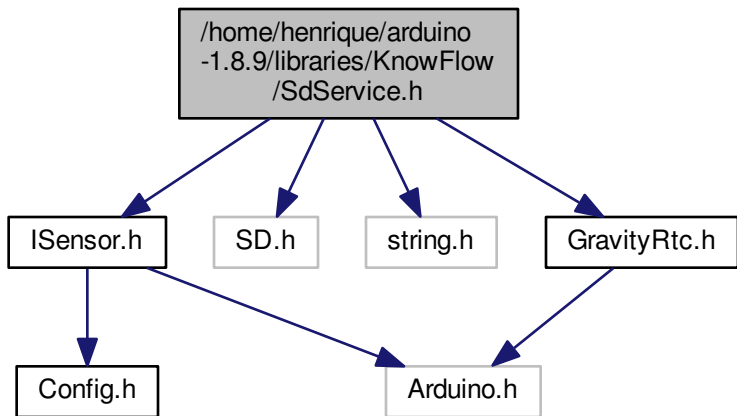 /home/henrique/arduino
-1.8.9/libraries/KnowFlow
/SdService.h
ISensor.h
SD.h
string.h
GravityRtc.h
Config.h
Arduino.h